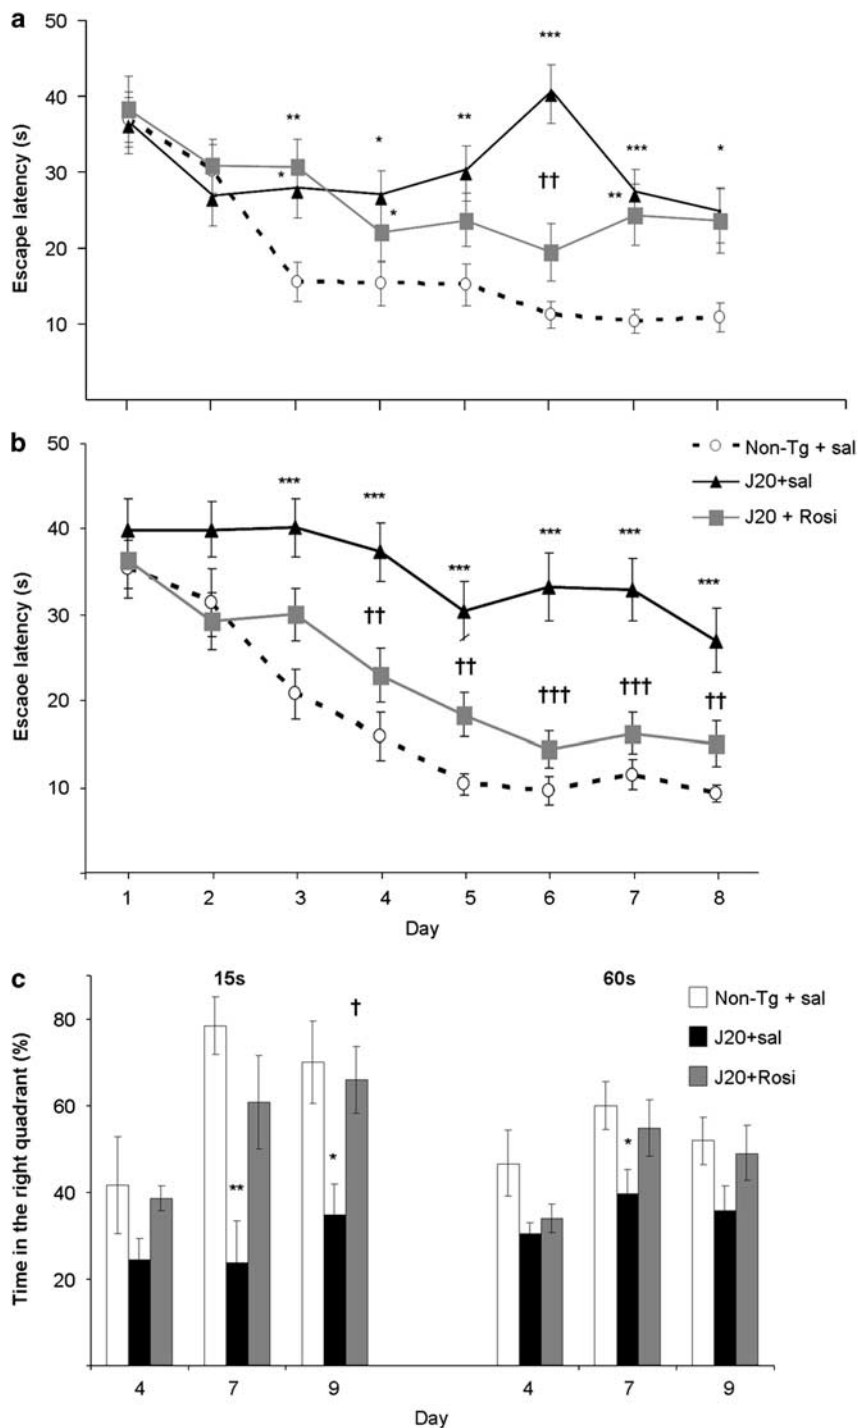 a
50
40
30
20
10
Escape latency (s)
***
**
*
**
***
*
††
*
*
**
b
50
40
30
20
10
Escaoe latency (s)
Non-Tg + sal
J20+sal
J20 + Rosi
***
***
***
***
***
***
††
††
†††
†††
††
1 2 3 4 5 6 7 8
Day
c
15s
60s
80
60
40
20
Time in the right quadrant (%)
Non-Tg + sal
J20+sal
J20+Rosi
†
**
*
*
4 7 9 4 7 9
Day